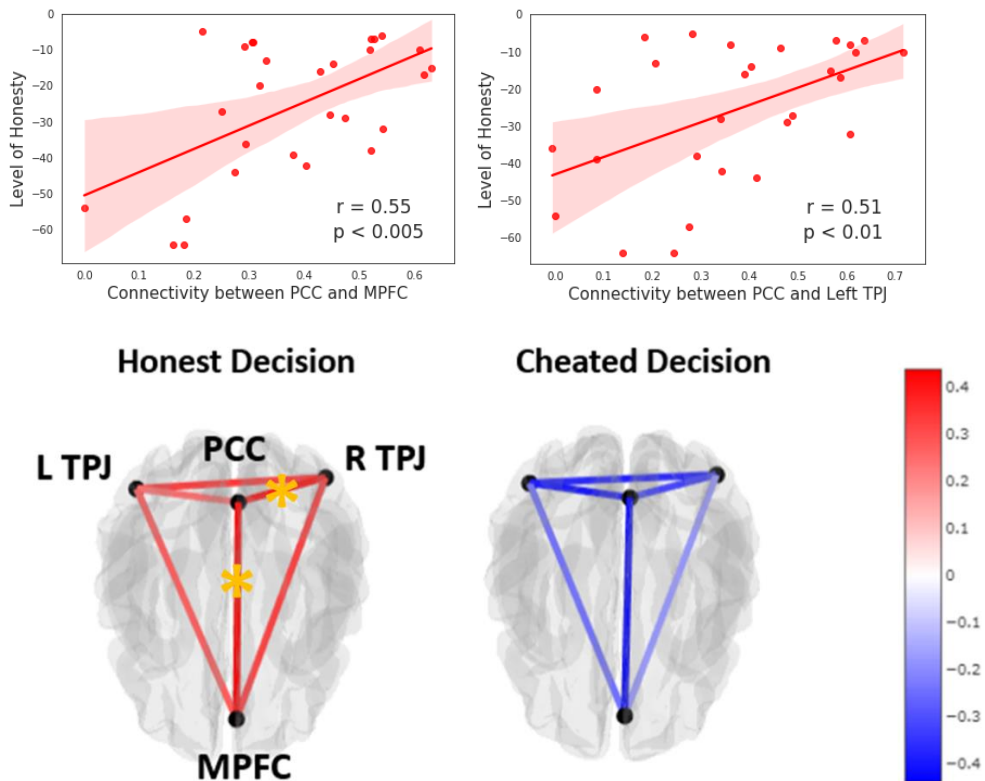 0
−10
−20
−30
−40
−50
−60
Level of Honesty
r = 0.55
p < 0.005
0.0 0.1 0.2 0.3 0.4 0.5 0.6
Connectivity between PCC and MPFC
0
−10
−20
−30
−40
−50
−60
Level of Honesty
r = 0.51
p < 0.01
0.0 0.1 0.2 0.3 0.4 0.5 0.6 0.7
Connectivity between PCC and Left TPJ
Honest Decision
L TPJ
PCC
R TPJ
MPFC
Cheated Decision
0.4
0.3
0.2
0.1
0
−0.1
−0.2
−0.3
−0.4